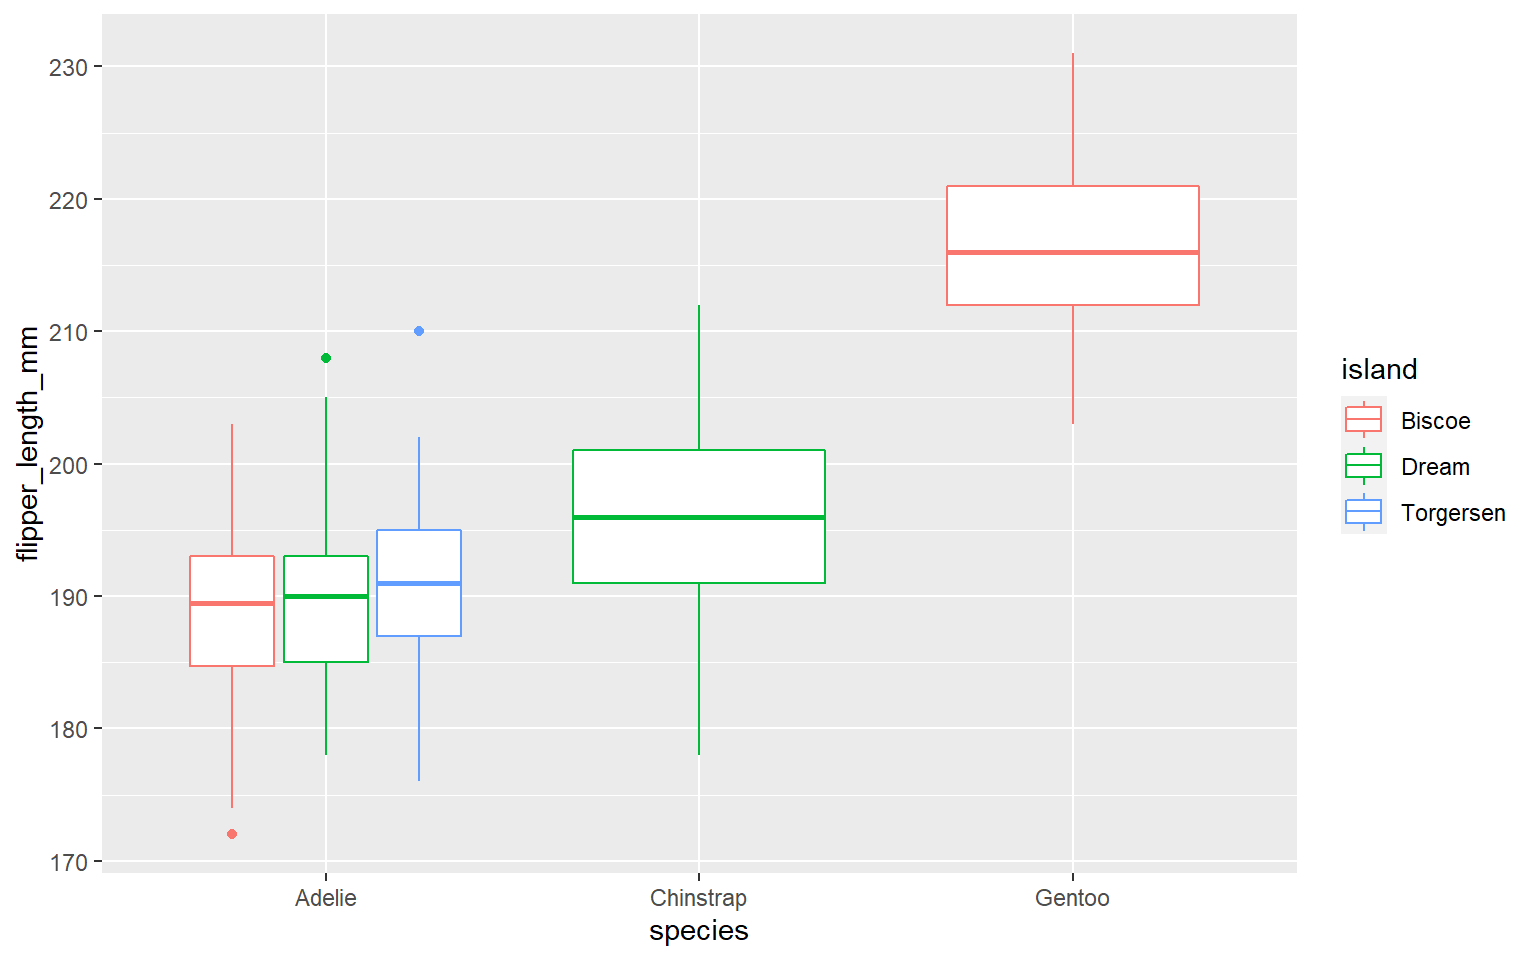 flipper_length_mm
230
220
210
200
190
180
170
Adelie
Chinstrap
Gentoo
species
island
Biscoe
Dream
Torgersen